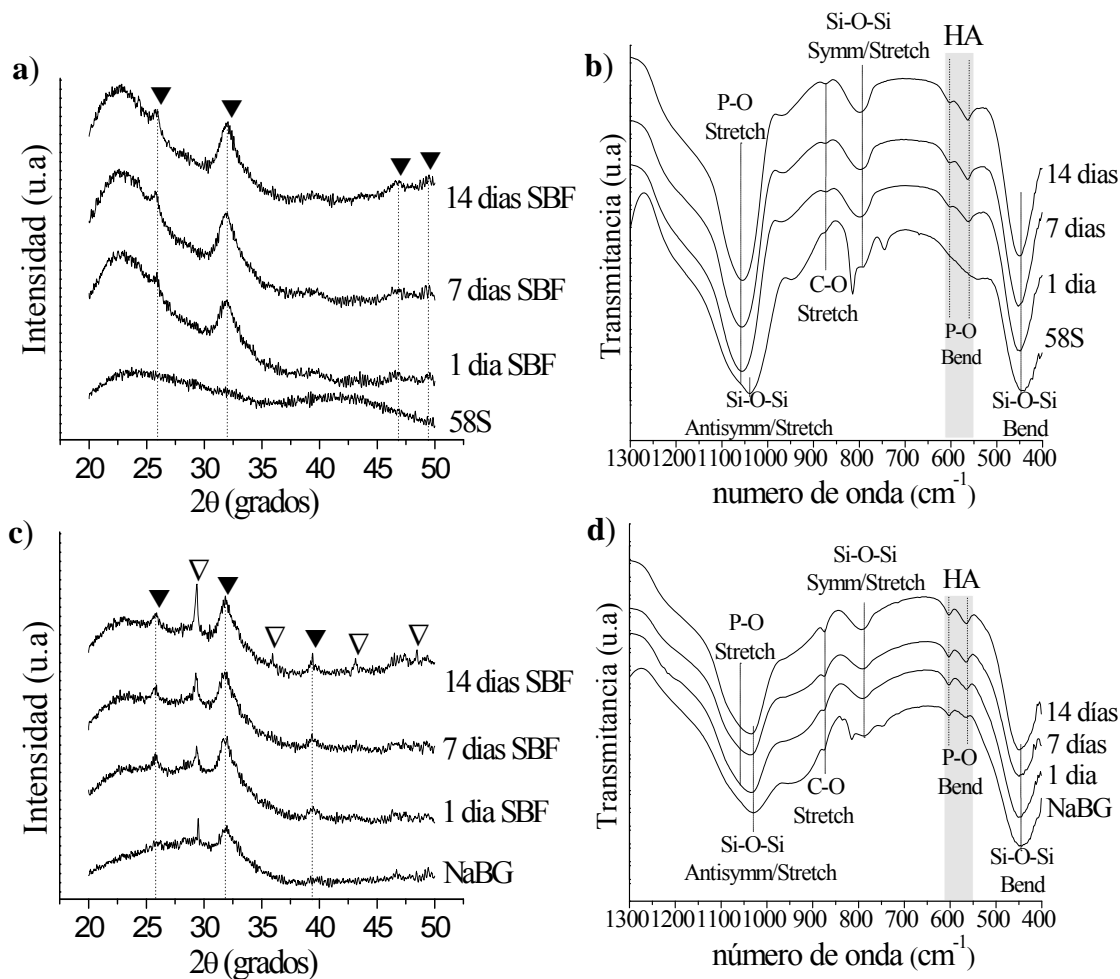 a)
Intensidad (u.a)
14 dias SBF
7 dias SBF
1 dia SBF
58S
20 25 30 35 40 45 50
2θ (grados)
b)
Transmitancia (u.a)
Si-O-Si
Symm/Stretch
HA
P-O
Stretch
C-O
Stretch
P-O
Bend
Si-O-Si
Antisymm/Stretch
Si-O-Si
Bend
14 dias
7 dias
1 dia
58S
1300 1200 1100 1000 900 800 700 600 500 400
numero de onda (cm-1)
c)
Intensidad (u.a)
14 dias SBF
7 dias SBF
1 dia SBF
NaBG
20 25 30 35 40 45 50
2θ (grados)
d)
Transmitancia (u.a)
Si-O-Si
Symm/Stretch
HA
P-O
Stretch
C-O
Stretch
P-O
Bend
Si-O-Si
Antisymm/Stretch
Si-O-Si
Bend
14 días
7 días
1 dia
NaBG
1300 1200 1100 1000 900 800 700 600 500 400
número de onda (cm-1)